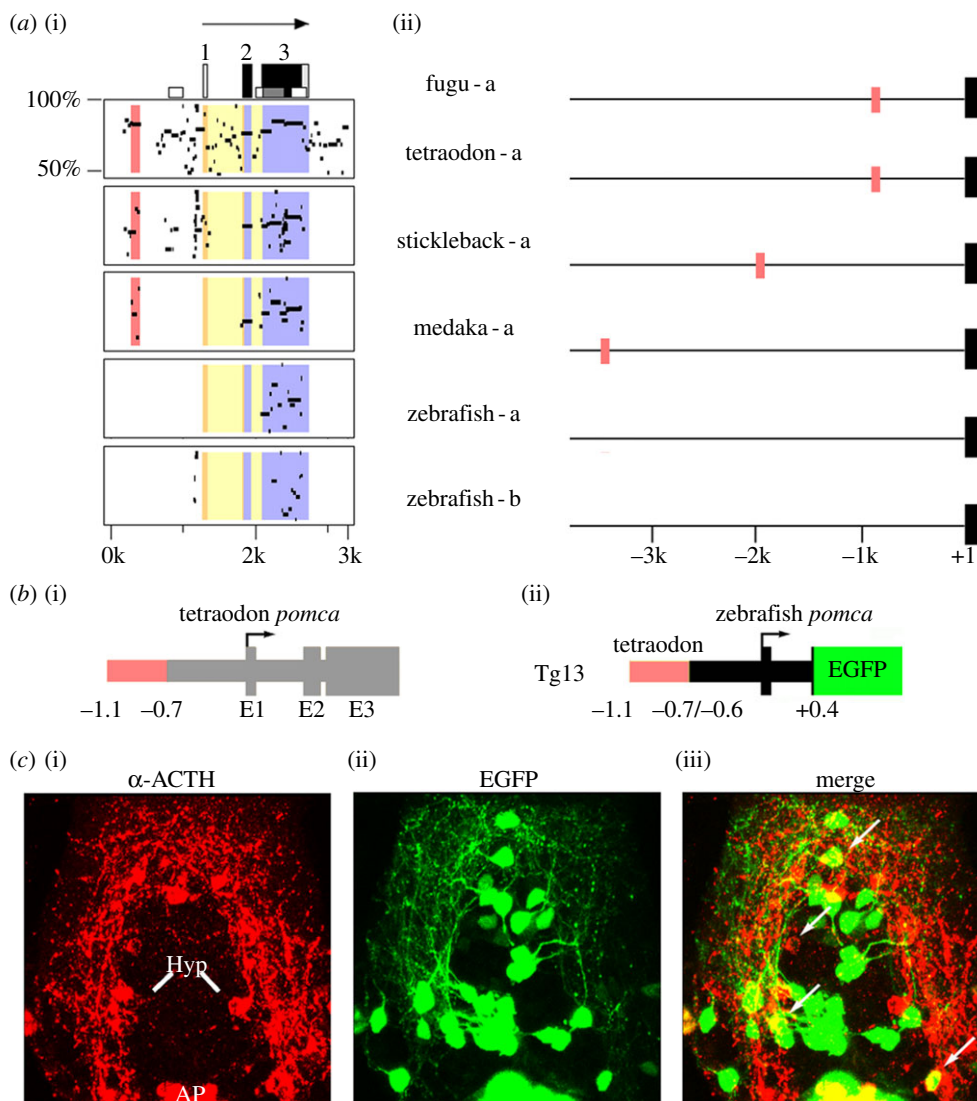 (a) (i)
(ii)
1 2 3
100%
50%
0k 2k 3k
fugu - a
tetraodon - a
stickleback - a
medaka - a
zebrafish - a
zebrafish - b
–3k –2k –1k +1
(b) (i)
tetraodon pomca
–1.1 –0.7 E1 E2 E3
(ii)
zebrafish pomca
tetraodon
Tg13
EGFP
–1.1 –0.7/–0.6 +0.4
(c) (i)
α-ACTH
Hyp
AP
(ii)
EGFP
(iii)
merge